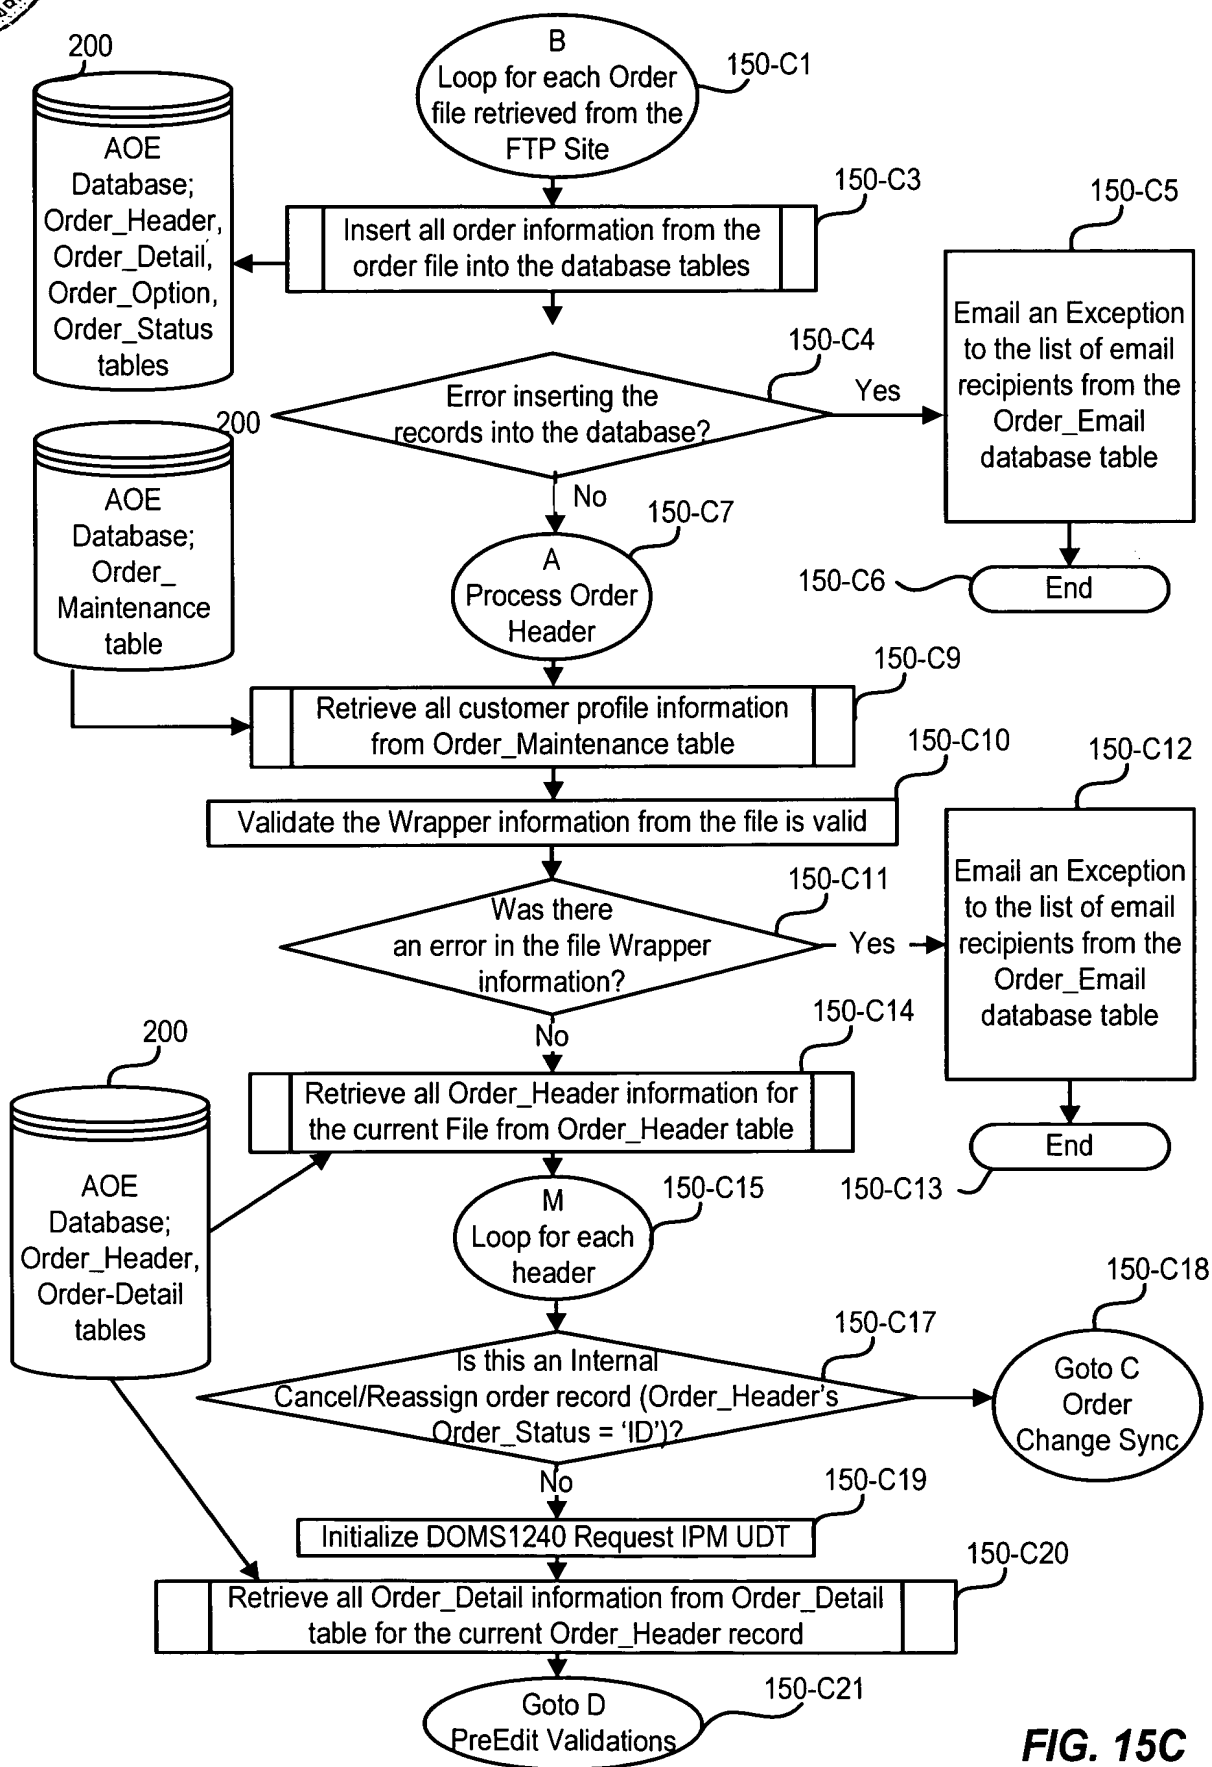 200
B
Loop for each Order
file retrieved from the
FTP Site
150-C1
AOE
Database;
Order_Header,
Order_Detail,
Order_Option,
Order_Status
tables
150-C3
Insert all order information from the
order file into the database tables
150-C5
Email an Exception
to the list of email
recipients from the
Order_Email
database table
150-C4
Error inserting the
records into the database?
Yes
200
AOE
Database;
Order_
Maintenance
table
No
150-C7
A
Process Order
Header
150-C6
End
150-C9
Retrieve all customer profile information
from Order_Maintenance table
150-C10
Validate the Wrapper information from the file is valid
150-C12
Email an Exception
to the list of email
recipients from the
Order_Email
database table
150-C11
Was there
an error in the file Wrapper
information?
Yes
No
150-C14
200
Retrieve all Order_Header information for
the current File from Order_Header table
End
150-C13
AOE
Database;
Order_Header,
Order-Detail
tables
M
Loop for each
header
150-C15
150-C18
Goto C
Order
Change Sync
150-C17
Is this an Internal
Cancel/Reassign order record (Order_Header's
Order_Status = 'ID')?
No
150-C19
Initialize DOMS1240 Request IPM UDT
150-C20
Retrieve all Order_Detail information from Order_Detail
table for the current Order_Header record
Goto D
PreEdit Validations
150-C21
FIG. 15C